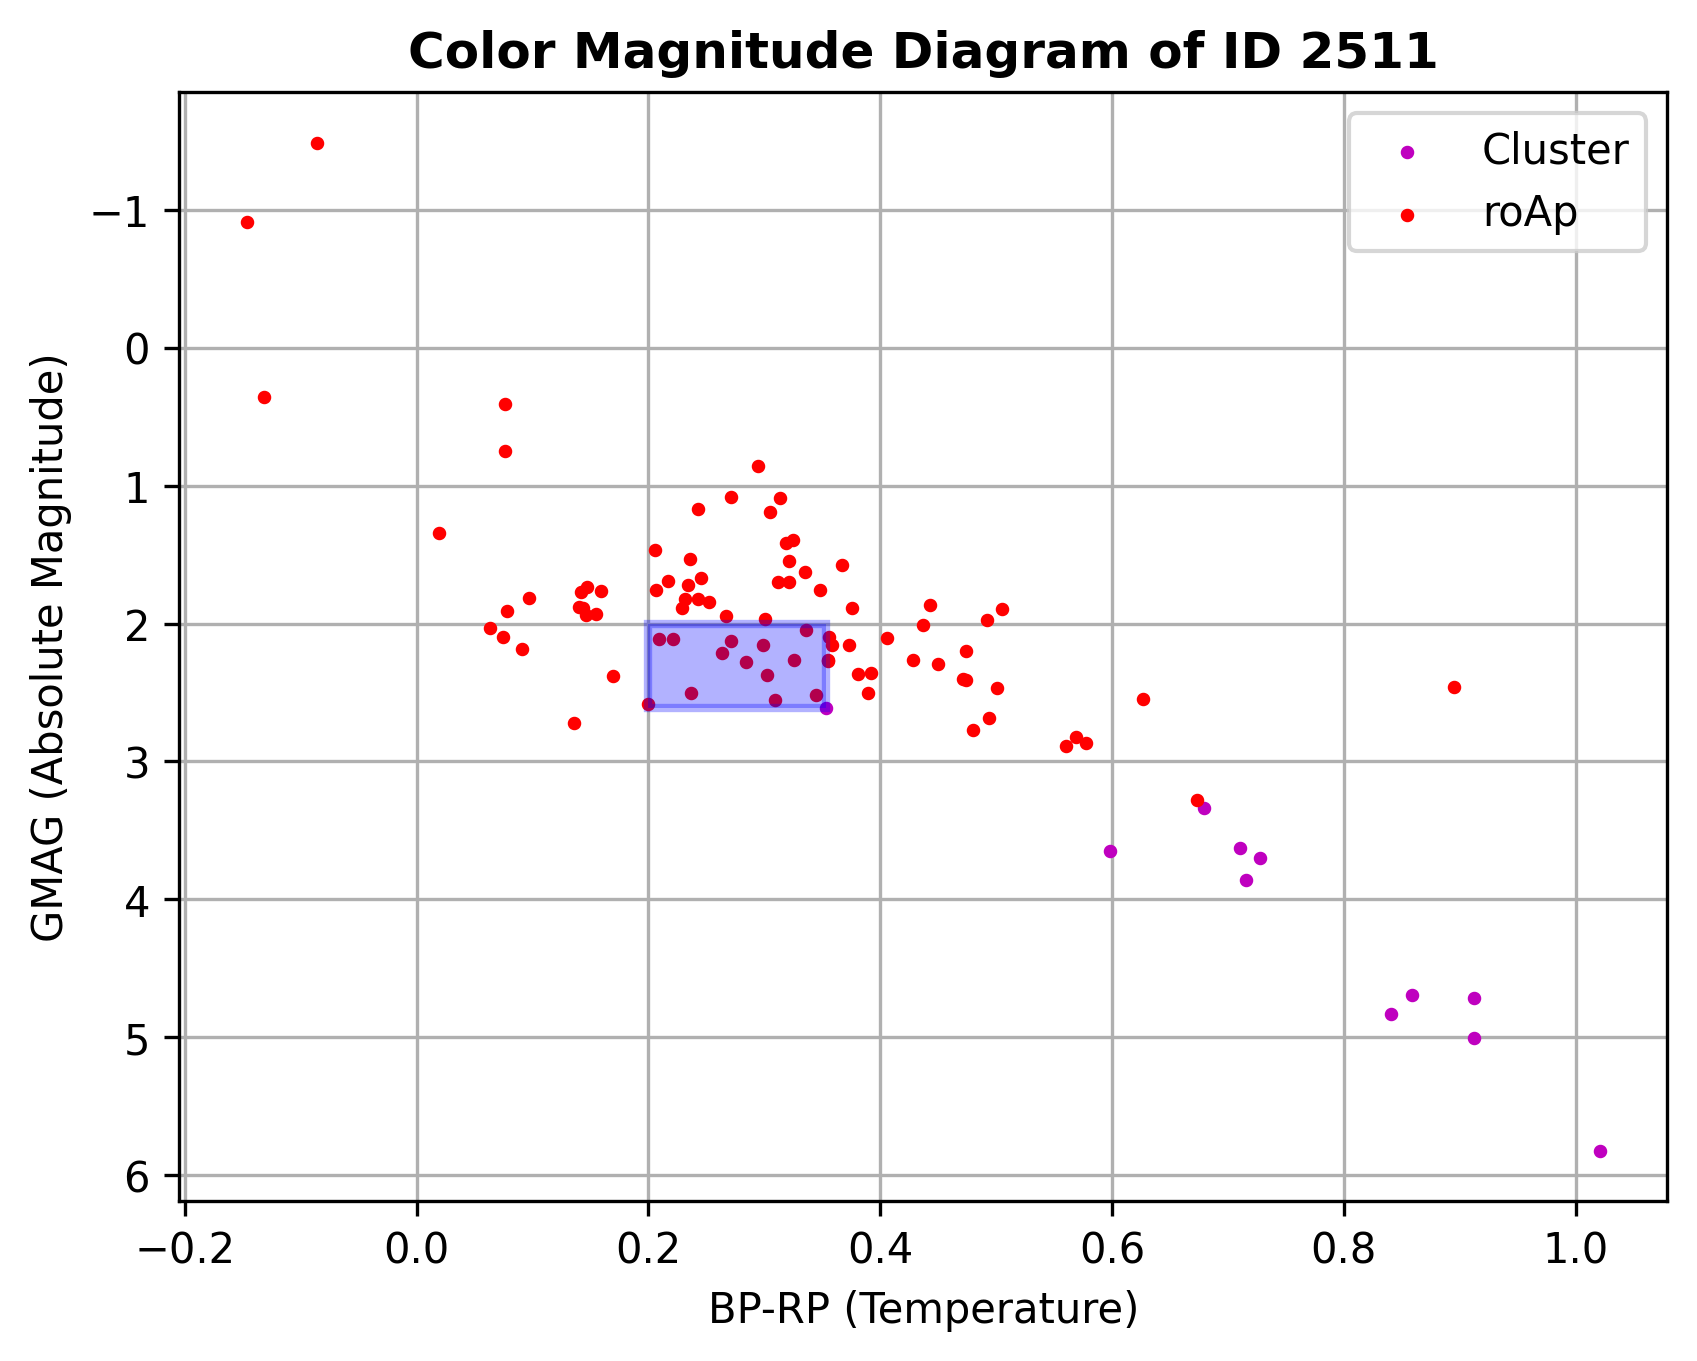 Color Magnitude Diagram of ID 2511
Cluster
roAp
GMAG (Absolute Magnitude)
−1
0
1
2
3
4
5
6
−0.2 0.0 0.2 0.4 0.6 0.8 1.0
BP-RP (Temperature)